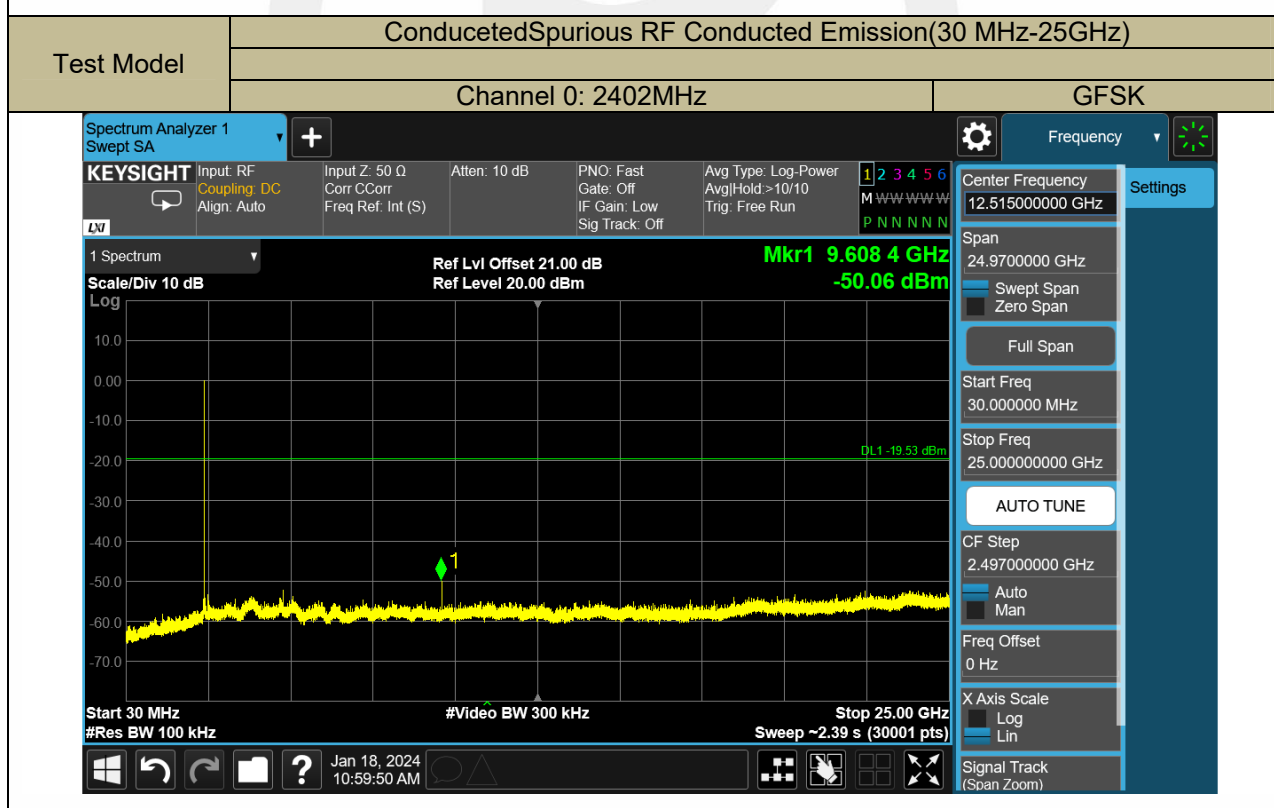 ConducetedSpurious RF Conducted Emission(30 MHz-25GHz)
Test Model
Channel 0: 2402MHz GFSK
Spectrum Analyzer 1
Swept SA
Frequency
KEYSIGHT
Input: RF
Coupling: DC
Align: Auto
Input Z: 50 Ω
Corr CCorr
Freq Ref: Int (S)
Atten: 10 dB
PNO: Fast
Gate: Off
IF Gain: Low
Sig Track: Off
Avg Type: Log-Power
Avg|Hold:>10/10
Trig: Free Run
1 2 3 4 5 6
M W W W W W
P N N N N N
LXI
Center Frequency
12.515000000 GHz
Settings
Span
24.9700000 GHz
Swept Span
Zero Span
Full Span
Start Freq
30.000000 MHz
Stop Freq
25.000000000 GHz
AUTO TUNE
CF Step
2.497000000 GHz
Auto
Man
Freq Offset
0 Hz
X Axis Scale
Log
Lin
Signal Track
(Span Zoom)
1 Spectrum
Scale/Div 10 dB
Ref Lvl Offset 21.00 dB
Ref Level 20.00 dBm
Mkr1 9.608 4 GHz
-50.06 dBm
Log
10.0
0.00
-10.0
-20.0
-30.0
-40.0
-50.0
-60.0
-70.0
DL1 -19.53 dBm
1
Start 30 MHz
#Res BW 100 kHz
#Video BW 300 kHz
Stop 25.00 GHz
Sweep ~2.39 s (30001 pts)
?
Jan 18, 2024
10:59:50 AM